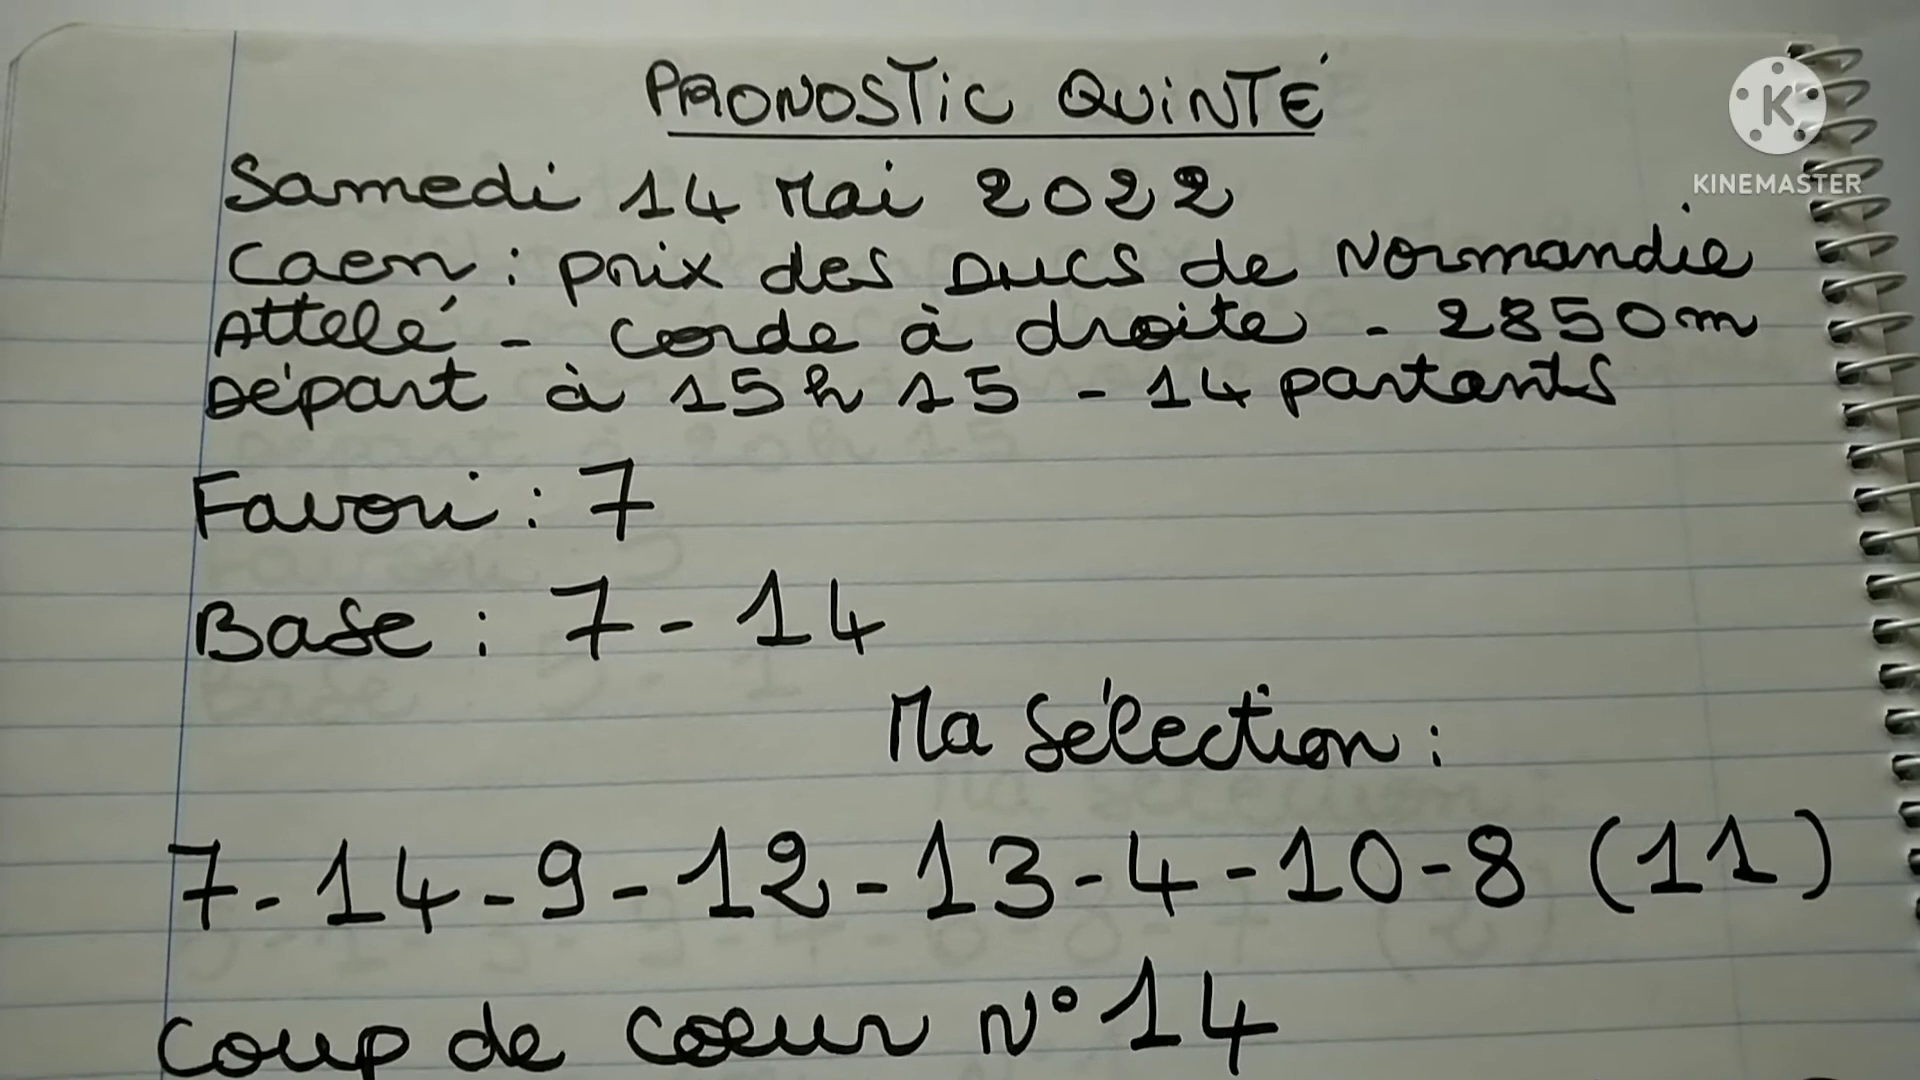 PRONOSTIC QUINTÉ
KINEMASTER
Samedi 14 Mai 2022
Caen : prix des Ducs de Normandie
Attelé - corde à droite - 2850m
Départ à 15h15 - 14 partants
Favori : 7
Base : 7 - 14
Ma sélection :
7 - 14 - 9 - 12 - 13 - 4 - 10 - 8 (11)
Coup de coeur N° 14